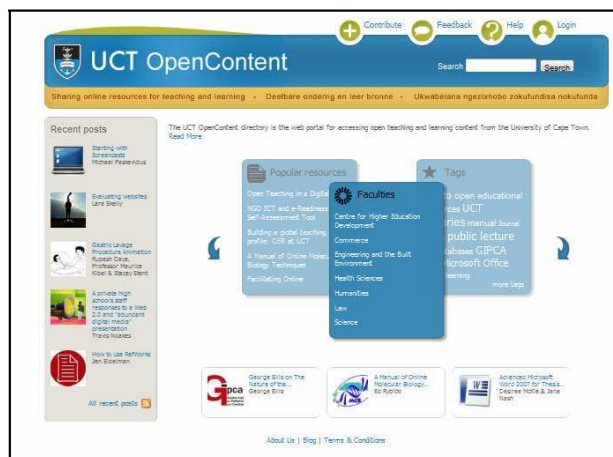 Contribute
Feedback
Help
Login
UCT OpenContent
Search
Search
Sharing online resources for teaching and learning - Deelbare onderrig en leer bronne - Ukwabelana ngezixhobo zokufundisa nokufunda
Recent posts
Starting with
Screencasts
Michael Paskevicius
Evaluating websites
Lara Skelly
Gastric Lavage
Procedure Animation
Rupesh Daya,
Professor Maurice
Kibel & Stacey Stent
A private high
school's staff
responses to a Web
2.0 and "abundant
digital media"
presentation
Travis Noakes
How to use RefWorks
Jen Eidelman
All recent posts
The UCT OpenContent directory is the web portal for accessing open teaching and learning content from the University of Cape Town.
Read More
Popular resources
Open Teaching in a Digital
NGO ICT and e-Readiness
Self-Assessment Tool
Building a global teaching
profile: OER at UCT
A Manual of Online Molec
Biology Techniques
Facilitating Online
Faculties
Centre for Higher Education
Development
Commerce
Engineering and the Built
Environment
Health Sciences
Humanities
Law
Science
Tags
open educational
UCT
manual Journal
public lecture
GIPCA
Microsoft Office
learning
more tags
Gipca
George Ellis on The
Nature of the...
George Ellis
MCB
A Manual of Online
Molecular Biology...
Ed Rybicki
Advanced Microsoft
Word 2007 for Thesis...
Desiree Mollie & Jane
Nash
About Us | Blog | Terms & Conditions